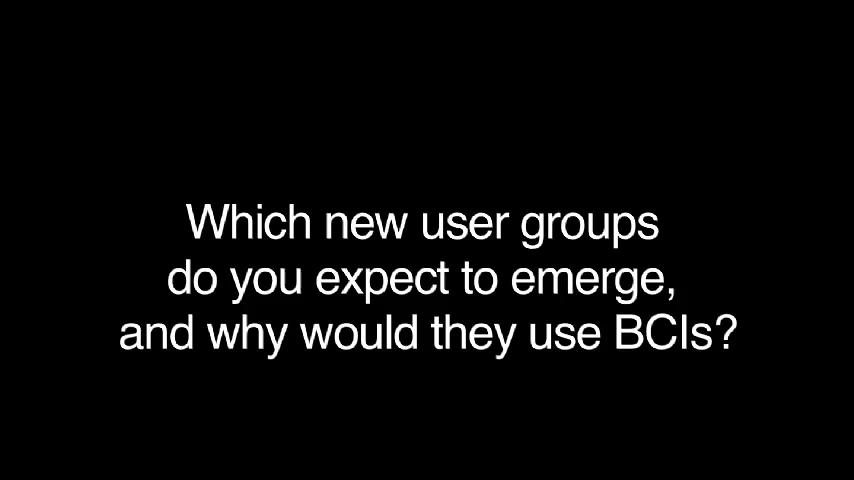 Which new user groups
do you expect to emerge,
and why would they use BCIs?